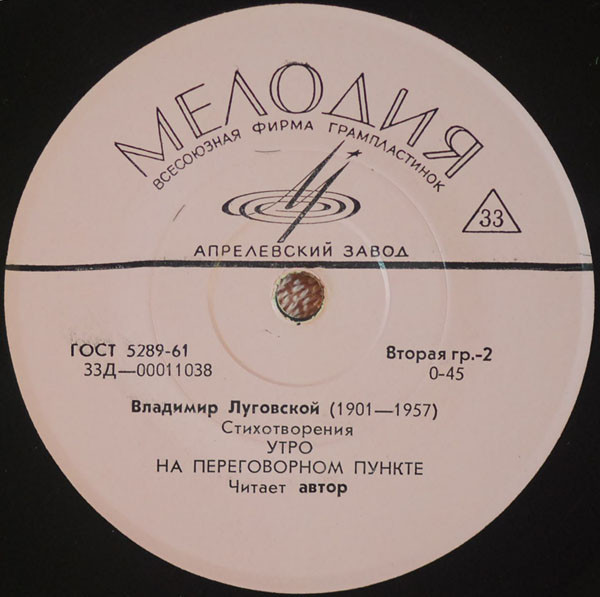 МЕЛОДИЯ
ВСЕСОЮЗНАЯ ФИРМА ГРАМПЛАСТИНОК
33
АПРЕЛЕВСКИЙ ЗАВОД
ГОСТ 5289-61
33Д—00011038
Вторая гр.-2
0-45
Владимир Луговской (1901—1957)
Стихотворения
УТРО
НА ПЕРЕГОВОРНОМ ПУНКТЕ
Читает автор